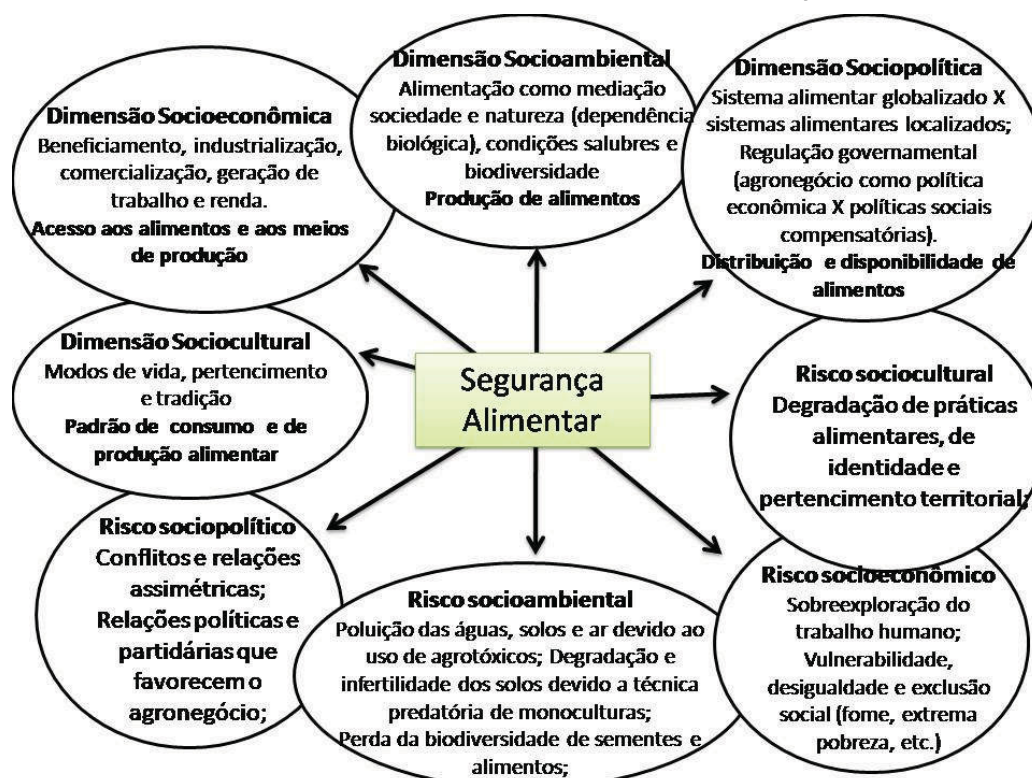 Dimensão Socioambiental
Alimentação como mediação
sociedade e natureza (dependência
biológica), condições salubres e
biodiversidade
Produção de alimentos
Dimensão Sociopolítica
Sistema alimentar globalizado X
sistemas alimentares localizados;
Regulação governamental
(agronegócio como política
econômica X políticas sociais
compensatórias).
Distribuição e disponibilidade de
alimentos
Dimensão Socioeconômica
Beneficiamento, industrialização,
comercialização, geração de
trabalho e renda.
Acesso aos alimentos e aos meios
de produção
Dimensão Sociocultural
Modos de vida, pertencimento
e tradição
Padrão de consumo e de
produção alimentar
Segurança
Alimentar
Risco sociocultural
Degradação de práticas
alimentares, de
identidade e
pertencimento territorial;
Risco sociopolítico
Conflitos e relações
assimétricas;
Relações políticas e
partidárias que
favorecem o
agronegócio;
Risco socioambiental
Poluição das águas, solos e ar devido ao
uso de agrotóxicos; Degradação e
infertilidade dos solos devido a técnica
predatória de monoculturas;
Perda da biodiversidade de sementes e
alimentos;
Risco socioeconômico
Sobreexploração do
trabalho humano;
Vulnerabilidade,
desigualdade e exclusão
social (fome, extrema
pobreza, etc.)